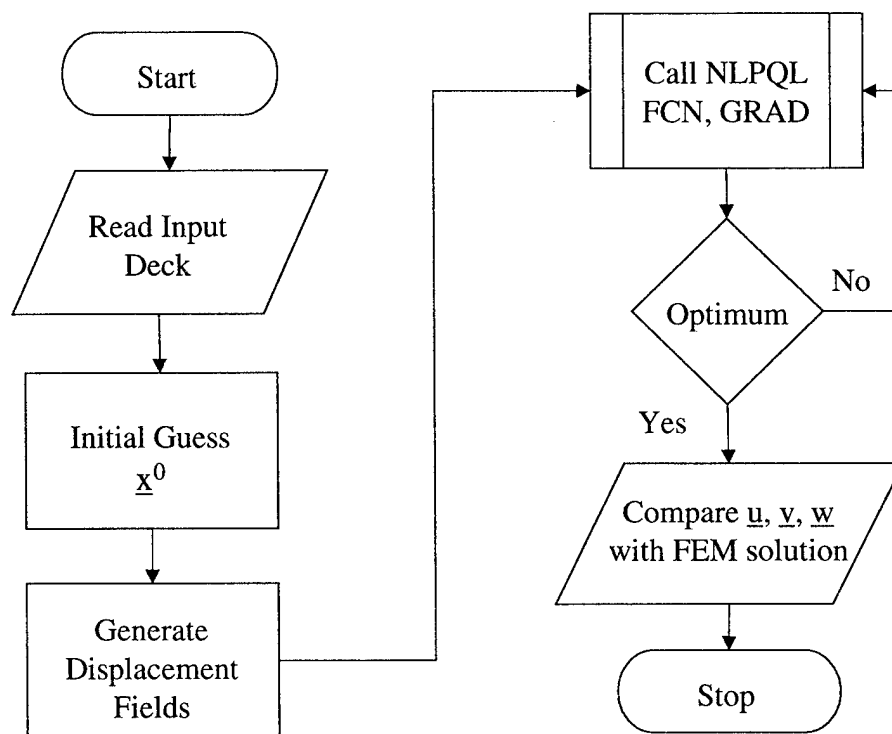 Start
Read Input
Deck
Initial Guess
x⁰
Generate
Displacement
Fields
Call NLPQL
FCN, GRAD
Optimum
No
Yes
Compare u, v, w
with FEM solution
Stop